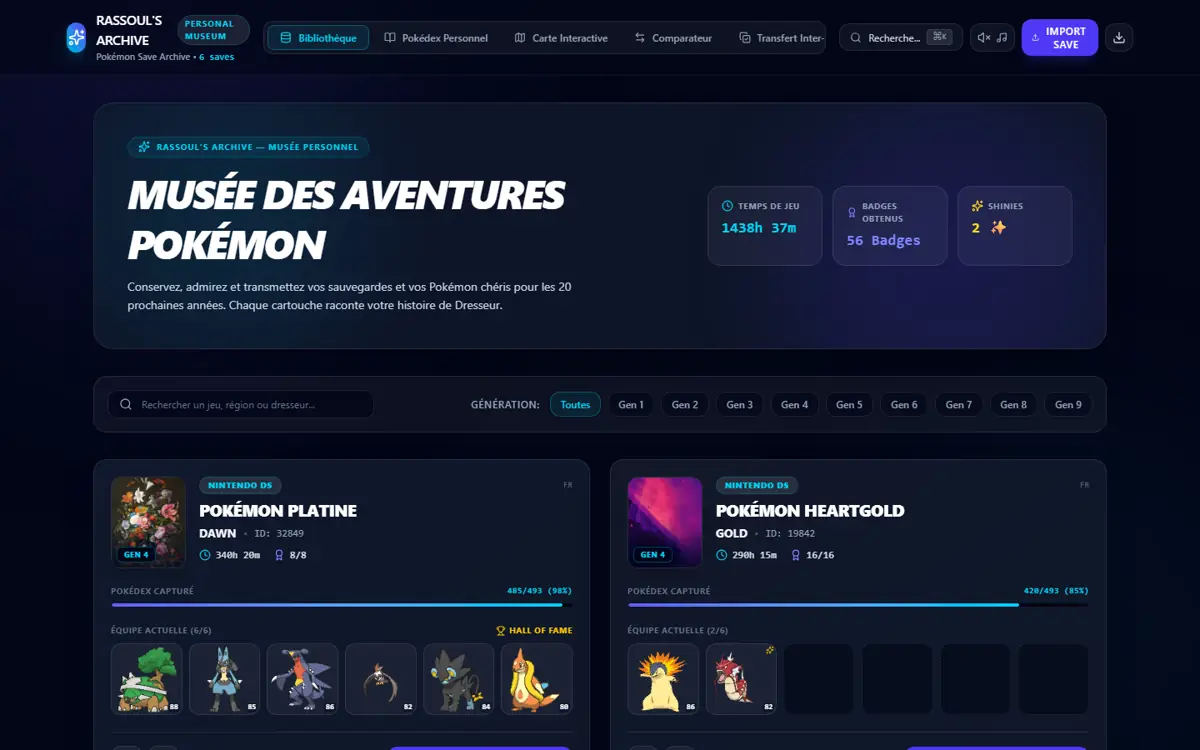 RASSOUL'S
ARCHIVE
PERSONAL
MUSEUM
Pokémon Save Archive • 6 saves
Bibliothèque
Pokédex Personnel
Carte Interactive
Comparateur
Transfert Inter-
Recherche...
⌘K
IMPORT
SAVE
RASSOUL'S ARCHIVE — MUSÉE PERSONNEL
MUSÉE DES AVENTURES
POKÉMON
Conservez, admirez et transmettez vos sauvegardes et vos Pokémon chéris pour les 20
prochaines années. Chaque cartouche raconte votre histoire de Dresseur.
TEMPS DE JEU
1438h 37m
BADGES
OBTENUS
56 Badges
SHINIES
2 ✨
Rechercher un jeu, région ou dresseur...
GÉNÉRATION:
Toutes
Gen 1
Gen 2
Gen 3
Gen 4
Gen 5
Gen 6
Gen 7
Gen 8
Gen 9
GEN 4
NINTENDO DS
FR
POKÉMON PLATINE
DAWN • ID: 32849
340h 20m 8/8
POKÉDEX CAPTURÉ
485/493 (98%)
ÉQUIPE ACTUELLE (6/6)
HALL OF FAME
88
85
86
82
84
80
GEN 4
NINTENDO DS
FR
POKÉMON HEARTGOLD
GOLD • ID: 19842
290h 15m 16/16
POKÉDEX CAPTURÉ
420/493 (85%)
ÉQUIPE ACTUELLE (2/6)
86
82